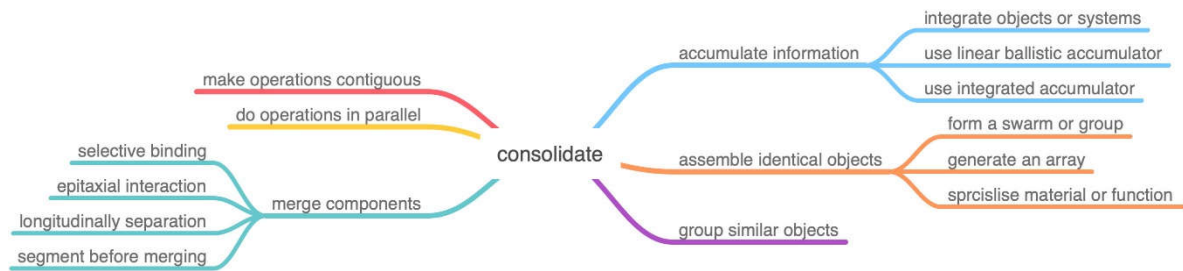 consolidate
make operations contiguous
do operations in parallel
merge components
selective binding
epitaxial interaction
longitudinally separation
segment before merging
accumulate information
integrate objects or systems
use linear ballistic accumulator
use integrated accumulator
assemble identical objects
form a swarm or group
generate an array
sprcislise material or function
group similar objects